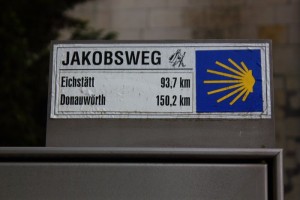 JAKOBSWEG
Eichstätt 93,7 km
Donauwörth 150,2 km